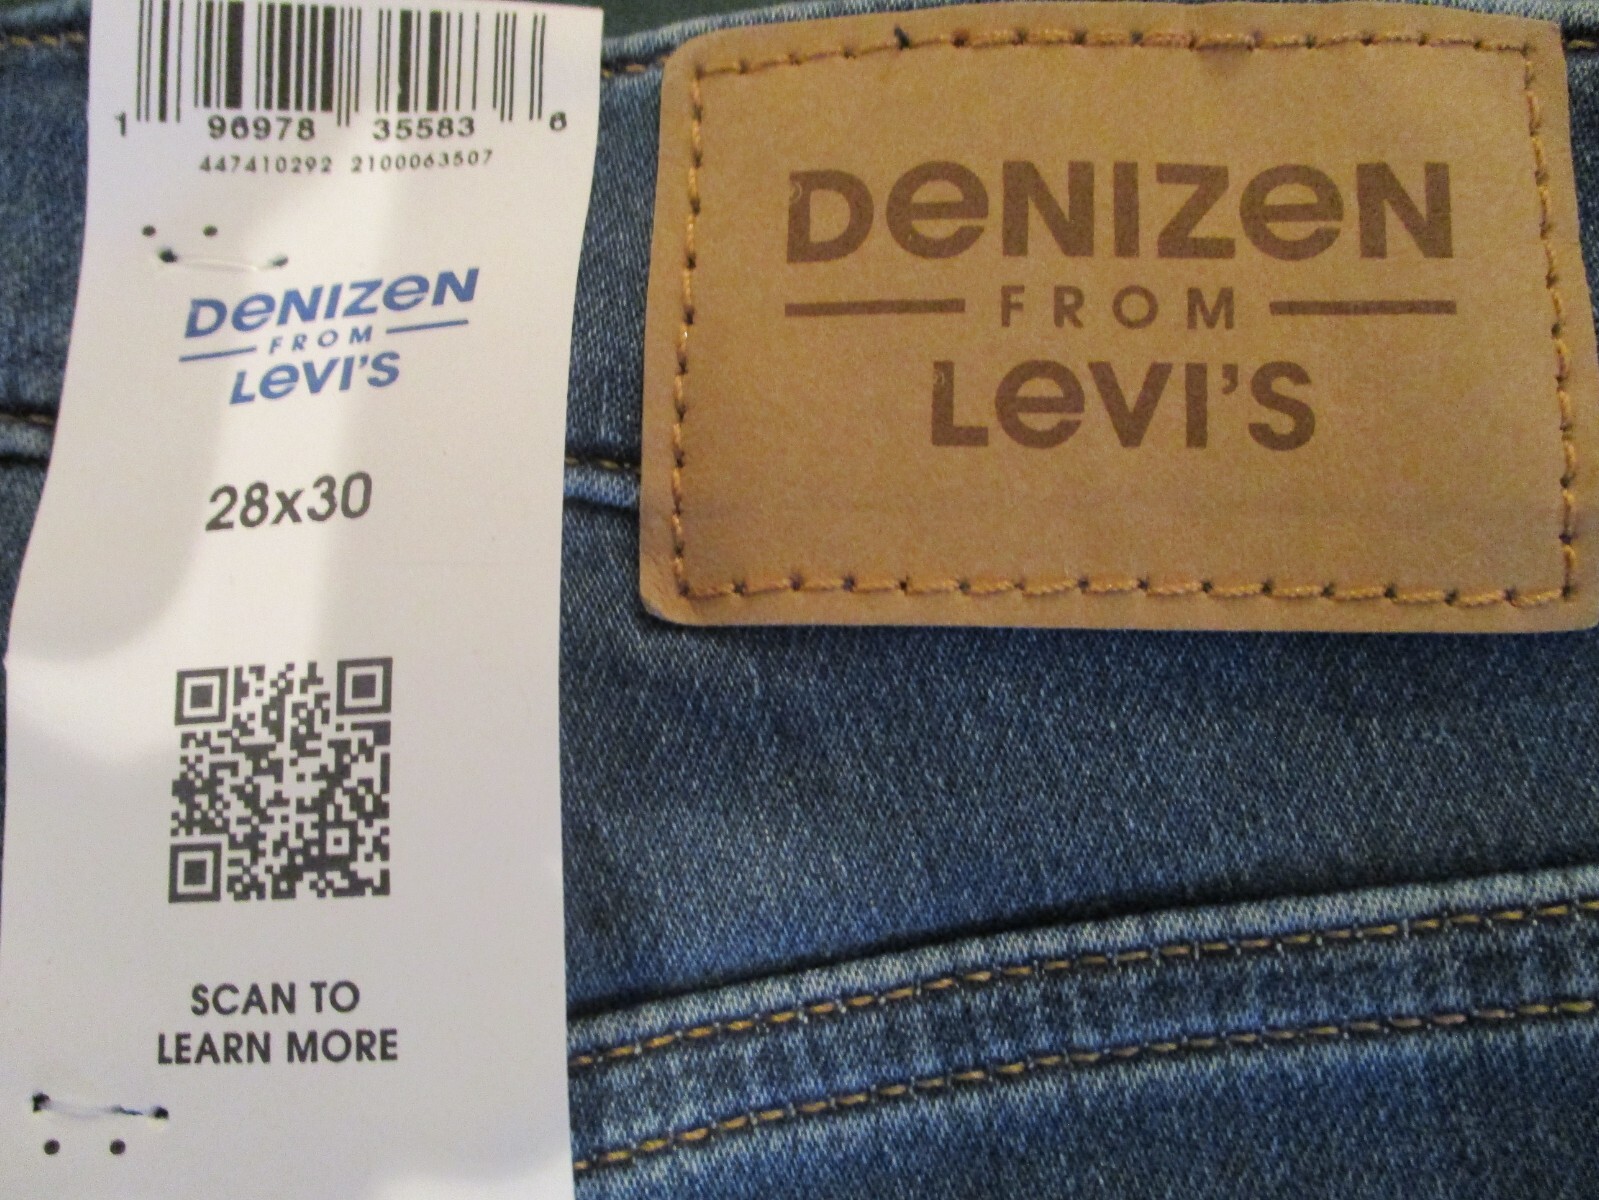 1 96978 35583 6
447410292 2100063507
DENIZEN
FROM
LEVI'S
28x30
SCAN TO
LEARN MORE
DENIZEN
FROM
LEVI'S